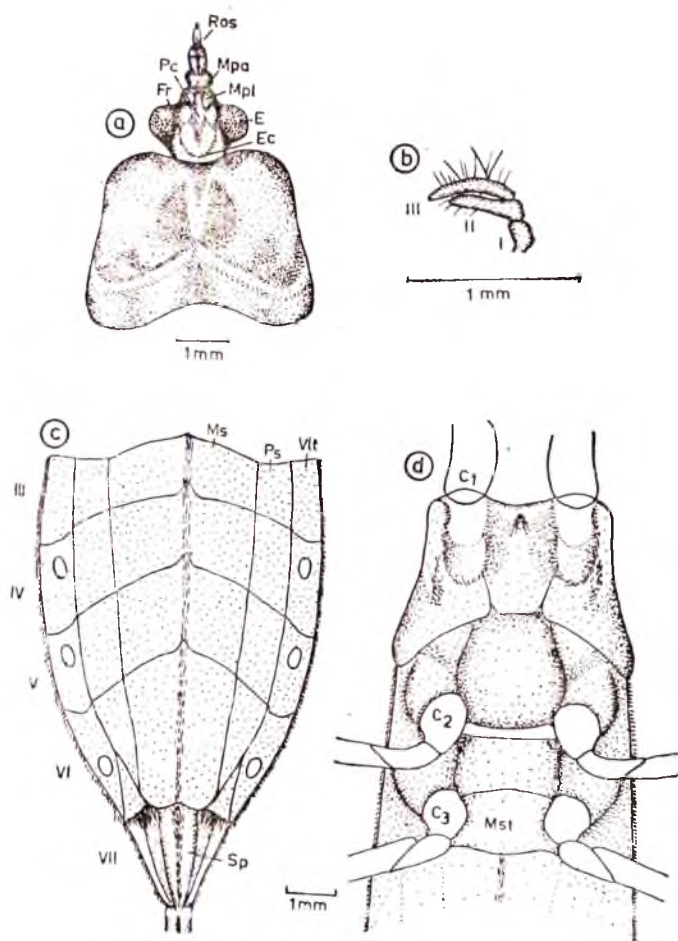 Ros
Pc Mpa
Fr Mpl
a E
Ec
b
III II I
1 mm
1mm
c Ms Ps Vlt
III
IV
V
VI
VII
Sp
1mm
d
C1
C2
C3 Mst